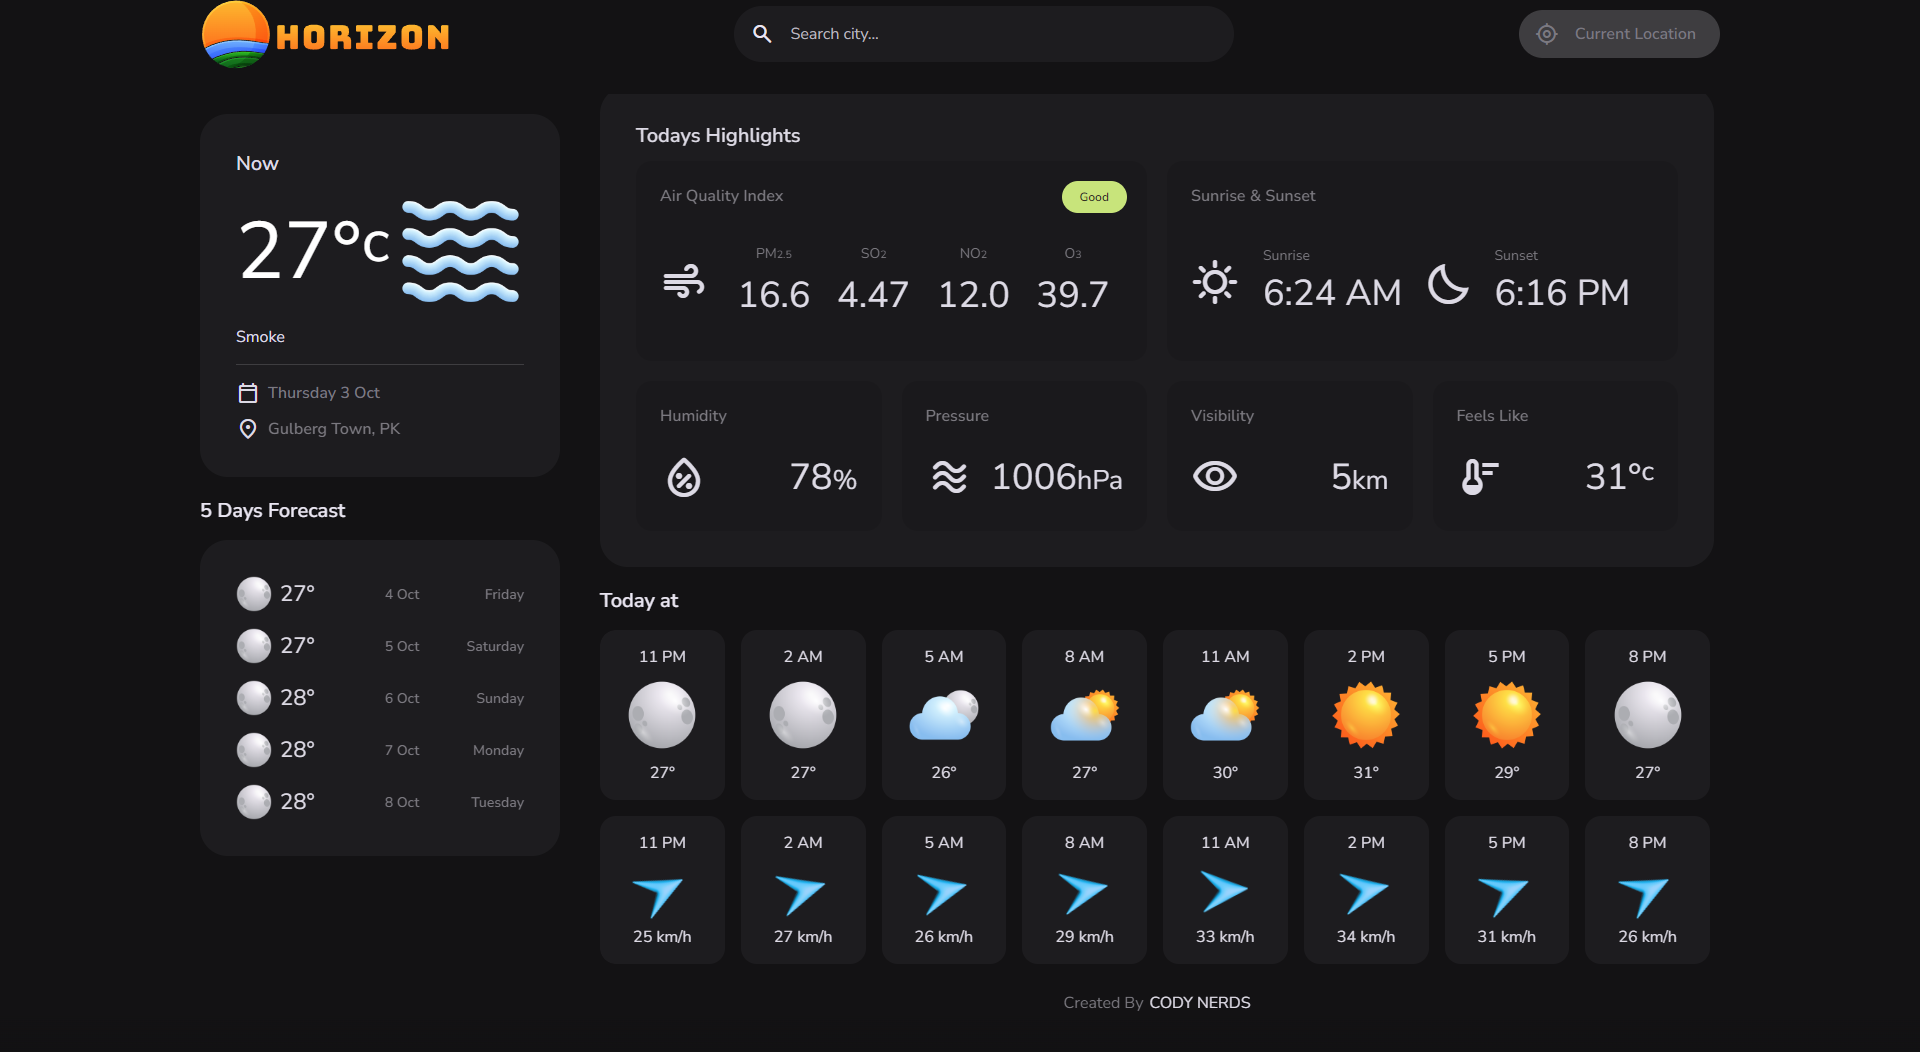 HORIZON
Search city...
Current Location
Now
27°c
Smoke
Thursday 3 Oct
Gulberg Town, PK
5 Days Forecast
27° 4 Oct Friday
27° 5 Oct Saturday
28° 6 Oct Sunday
28° 7 Oct Monday
28° 8 Oct Tuesday
Todays Highlights
Air Quality Index Good
PM2.5 SO2 NO2 O3
16.6 4.47 12.0 39.7
Sunrise & Sunset
Sunrise Sunset
6:24 AM 6:16 PM
Humidity
78%
Pressure
1006hPa
Visibility
5km
Feels Like
31°c
Today at
11 PM 2 AM 5 AM 8 AM 11 AM 2 PM 5 PM 8 PM
27° 27° 26° 27° 30° 31° 29° 27°
11 PM 2 AM 5 AM 8 AM 11 AM 2 PM 5 PM 8 PM
25 km/h 27 km/h 26 km/h 29 km/h 33 km/h 34 km/h 31 km/h 26 km/h
Created By CODY NERDS